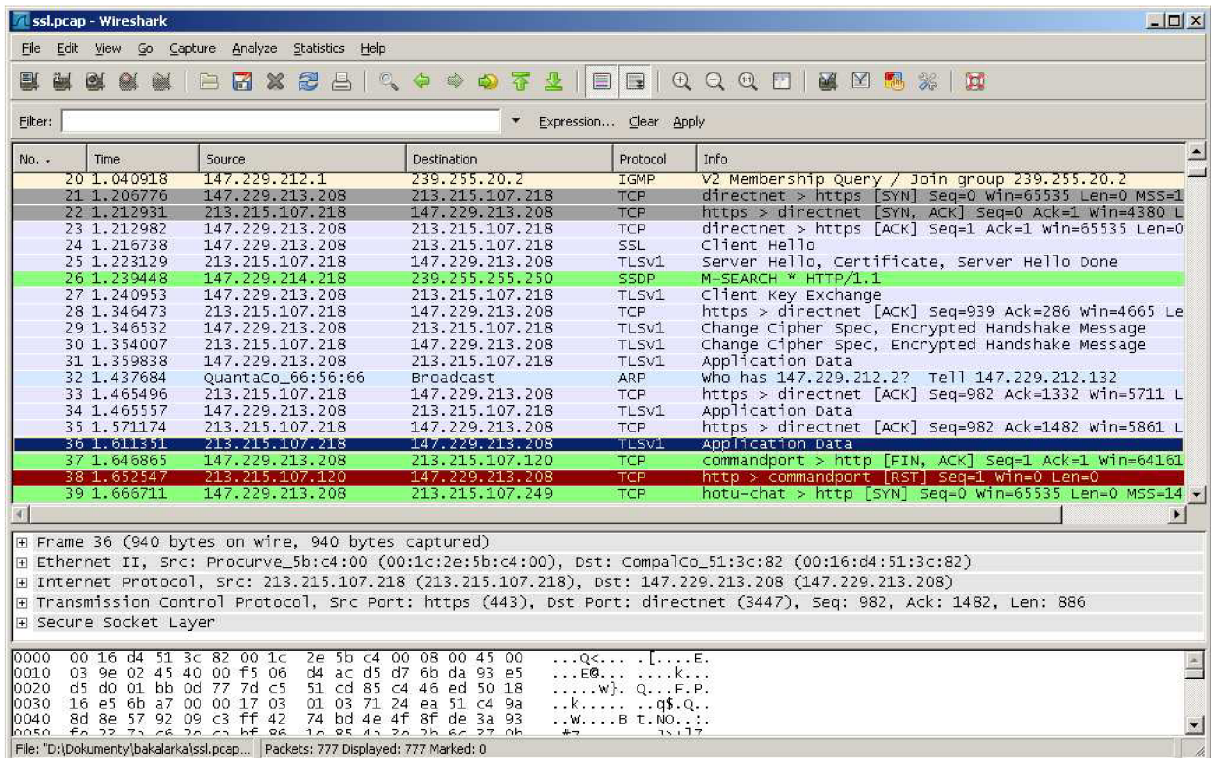 ssl.pcap - Wireshark
File Edit View Go Capture Analyze Statistics Help
Filter: Expression... Clear Apply
No. . Time Source Destination Protocol Info
20 1.040918 147.229.212.1 239.255.20.2 IGMP V2 Membership Query / Join group 239.255.20.2
21 1.206776 147.229.213.208 213.215.107.218 TCP directnet > https [SYN] Seq=0 Win=65535 Len=0 MSS=1
22 1.212931 213.215.107.218 147.229.213.208 TCP https > directnet [SYN, ACK] Seq=0 Ack=1 Win=4380 L
23 1.212982 147.229.213.208 213.215.107.218 TCP directnet > https [ACK] Seq=1 Ack=1 Win=65535 Len=0
24 1.216738 147.229.213.208 213.215.107.218 SSL Client Hello
25 1.223129 213.215.107.218 147.229.213.208 TLSv1 Server Hello, Certificate, Server Hello Done
26 1.239448 147.229.214.218 239.255.255.250 SSDP M-SEARCH * HTTP/1.1
27 1.240953 147.229.213.208 213.215.107.218 TLSv1 Client Key Exchange
28 1.346473 213.215.107.218 147.229.213.208 TCP https > directnet [ACK] Seq=939 Ack=286 Win=4665 Le
29 1.346532 147.229.213.208 213.215.107.218 TLSv1 Change Cipher Spec, Encrypted Handshake Message
30 1.354007 213.215.107.218 147.229.213.208 TLSv1 Change Cipher Spec, Encrypted Handshake Message
31 1.359838 147.229.213.208 213.215.107.218 TLSv1 Application Data
32 1.437684 QuantaCo_66:56:66 Broadcast ARP Who has 147.229.212.2? Tell 147.229.212.132
33 1.465496 213.215.107.218 147.229.213.208 TCP https > directnet [ACK] Seq=982 Ack=1332 Win=5711 L
34 1.465557 147.229.213.208 213.215.107.218 TLSv1 Application Data
35 1.571174 213.215.107.218 147.229.213.208 TCP https > directnet [ACK] Seq=982 Ack=1482 Win=5861 L
36 1.611351 213.215.107.218 147.229.213.208 TLSv1 Application Data
37 1.646865 147.229.213.208 213.215.107.120 TCP commandport > http [FIN, ACK] Seq=1 Ack=1 Win=64161
38 1.652547 213.215.107.120 147.229.213.208 TCP http > commandport [RST] Seq=1 Win=0 Len=0
39 1.666711 147.229.213.208 213.215.107.249 TCP hotu-chat > http [SYN] Seq=0 Win=65535 Len=0 MSS=14
Frame 36 (940 bytes on wire, 940 bytes captured)
Ethernet II, Src: Procurve_5b:c4:00 (00:1c:2e:5b:c4:00), Dst: CompalCo_51:3c:82 (00:16:d4:51:3c:82)
Internet Protocol, Src: 213.215.107.218 (213.215.107.218), Dst: 147.229.213.208 (147.229.213.208)
Transmission Control Protocol, Src Port: https (443), Dst Port: directnet (3447), Seq: 982, Ack: 1482, Len: 886
Secure Socket Layer
0000 00 16 d4 51 3c 82 00 1c 2e 5b c4 00 08 00 45 00 ...Q<... .[....E.
0010 03 9e 02 45 40 00 f5 06 d4 ac d5 d7 6b da 93 e5 ...E@... ....k...
0020 d5 d0 01 bb 0d 77 7d c5 51 cd 85 c4 46 ed 50 18 .....w}. Q...F.P.
0030 16 e5 6b a7 00 00 17 03 01 03 71 24 ea 51 c4 9a ..k..... ..q$.Q..
0040 8d 8e 57 92 09 c3 ff 42 74 bd 4e 4f 8f de 3a 93 ..W....B t.NO..:.
0050
File: "D:\Dokumenty\bakalarka\ssl.pcap... Packets: 777 Displayed: 777 Marked: 0